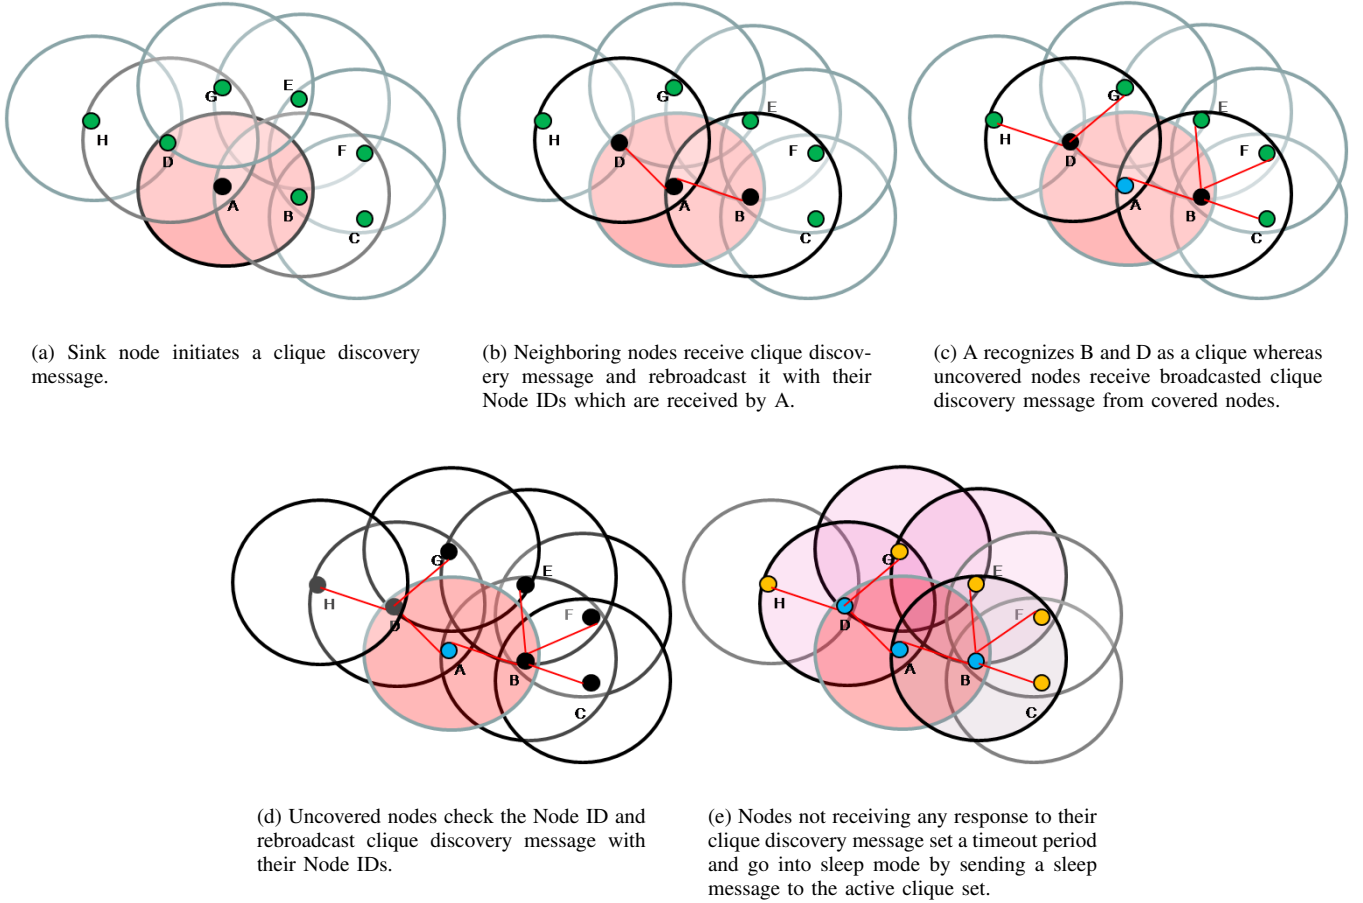 G
E
H
D
F
A
B
C
G
E
H
D
F
A
B
C
G
E
H
D
F
A
B
C
(a) Sink node initiates a clique discovery
message.
(b) Neighboring nodes receive clique discov-
ery message and rebroadcast it with their
Node IDs which are received by A.
(c) A recognizes B and D as a clique whereas
uncovered nodes receive broadcasted clique
discovery message from covered nodes.
G
E
H
D
F
A
B
C
G
E
H
D
F
A
B
C
(d) Uncovered nodes check the Node ID and
rebroadcast clique discovery message with
their Node IDs.
(e) Nodes not receiving any response to their
clique discovery message set a timeout period
and go into sleep mode by sending a sleep
message to the active clique set.